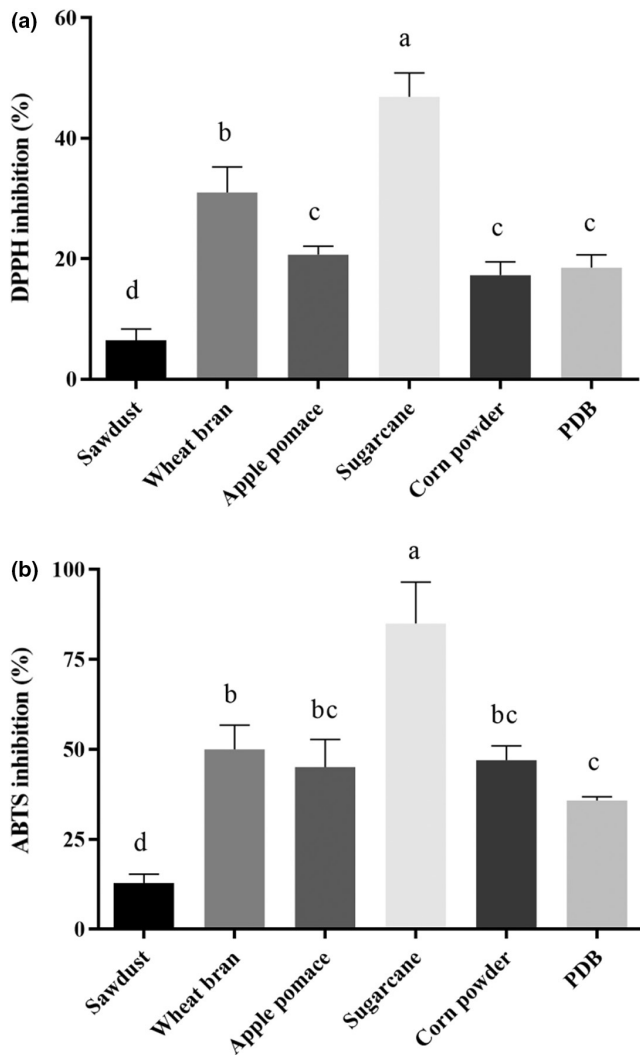 (a)
DPPH inhibition (%)
60
40
20
0
d
b
c
a
c
c
Sawdust
Wheat bran
Apple pomace
Sugarcane
Corn powder
PDB
(b)
ABTS inhibition (%)
100
75
50
25
0
d
b
bc
a
bc
c
Sawdust
Wheat bran
Apple pomace
Sugarcane
Corn powder
PDB